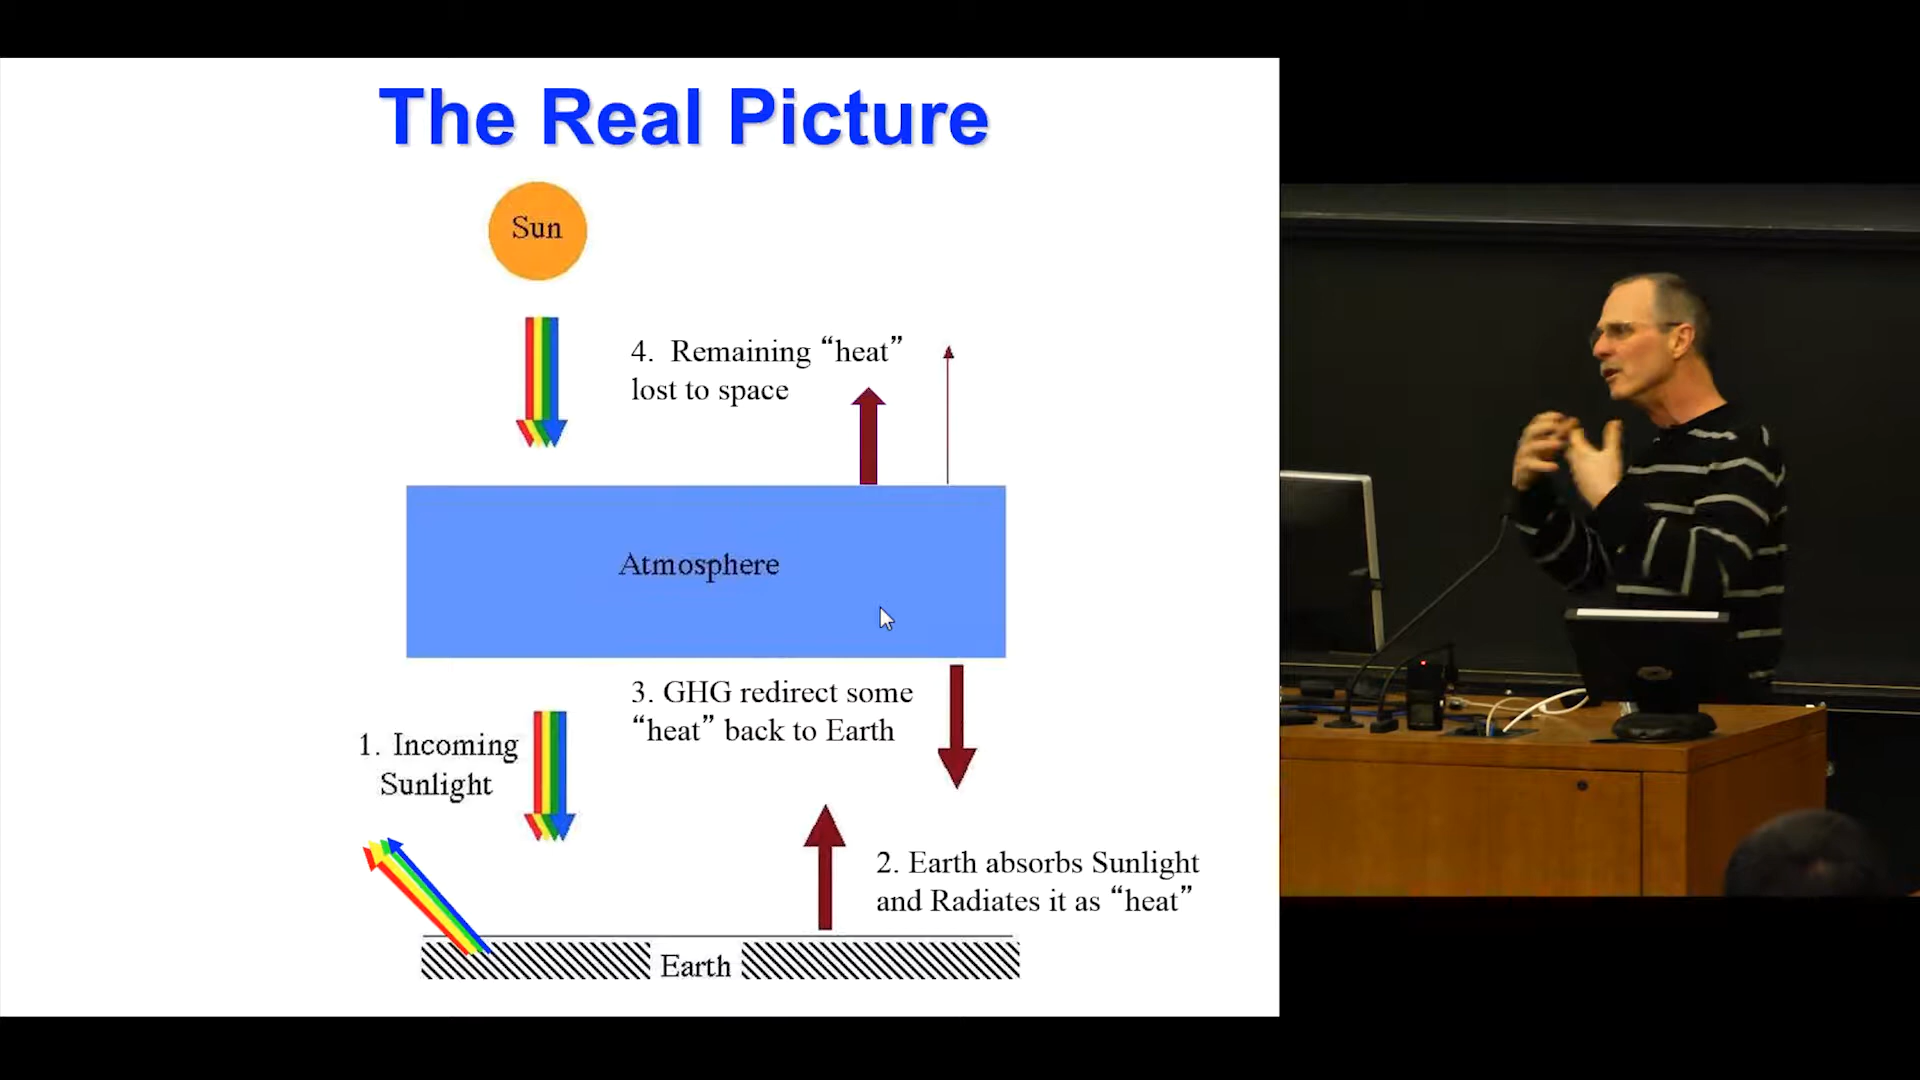 The Real Picture
Sun
4. Remaining “heat”
lost to space
Atmosphere
3. GHG redirect some
“heat” back to Earth
1. Incoming
Sunlight
2. Earth absorbs Sunlight
and Radiates it as “heat”
Earth